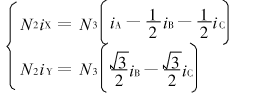 N₂iX = N₃[iA − 1/2 iB − 1/2 iC]
N₂iY = N₃[√3/2 iB − √3/2 iC]